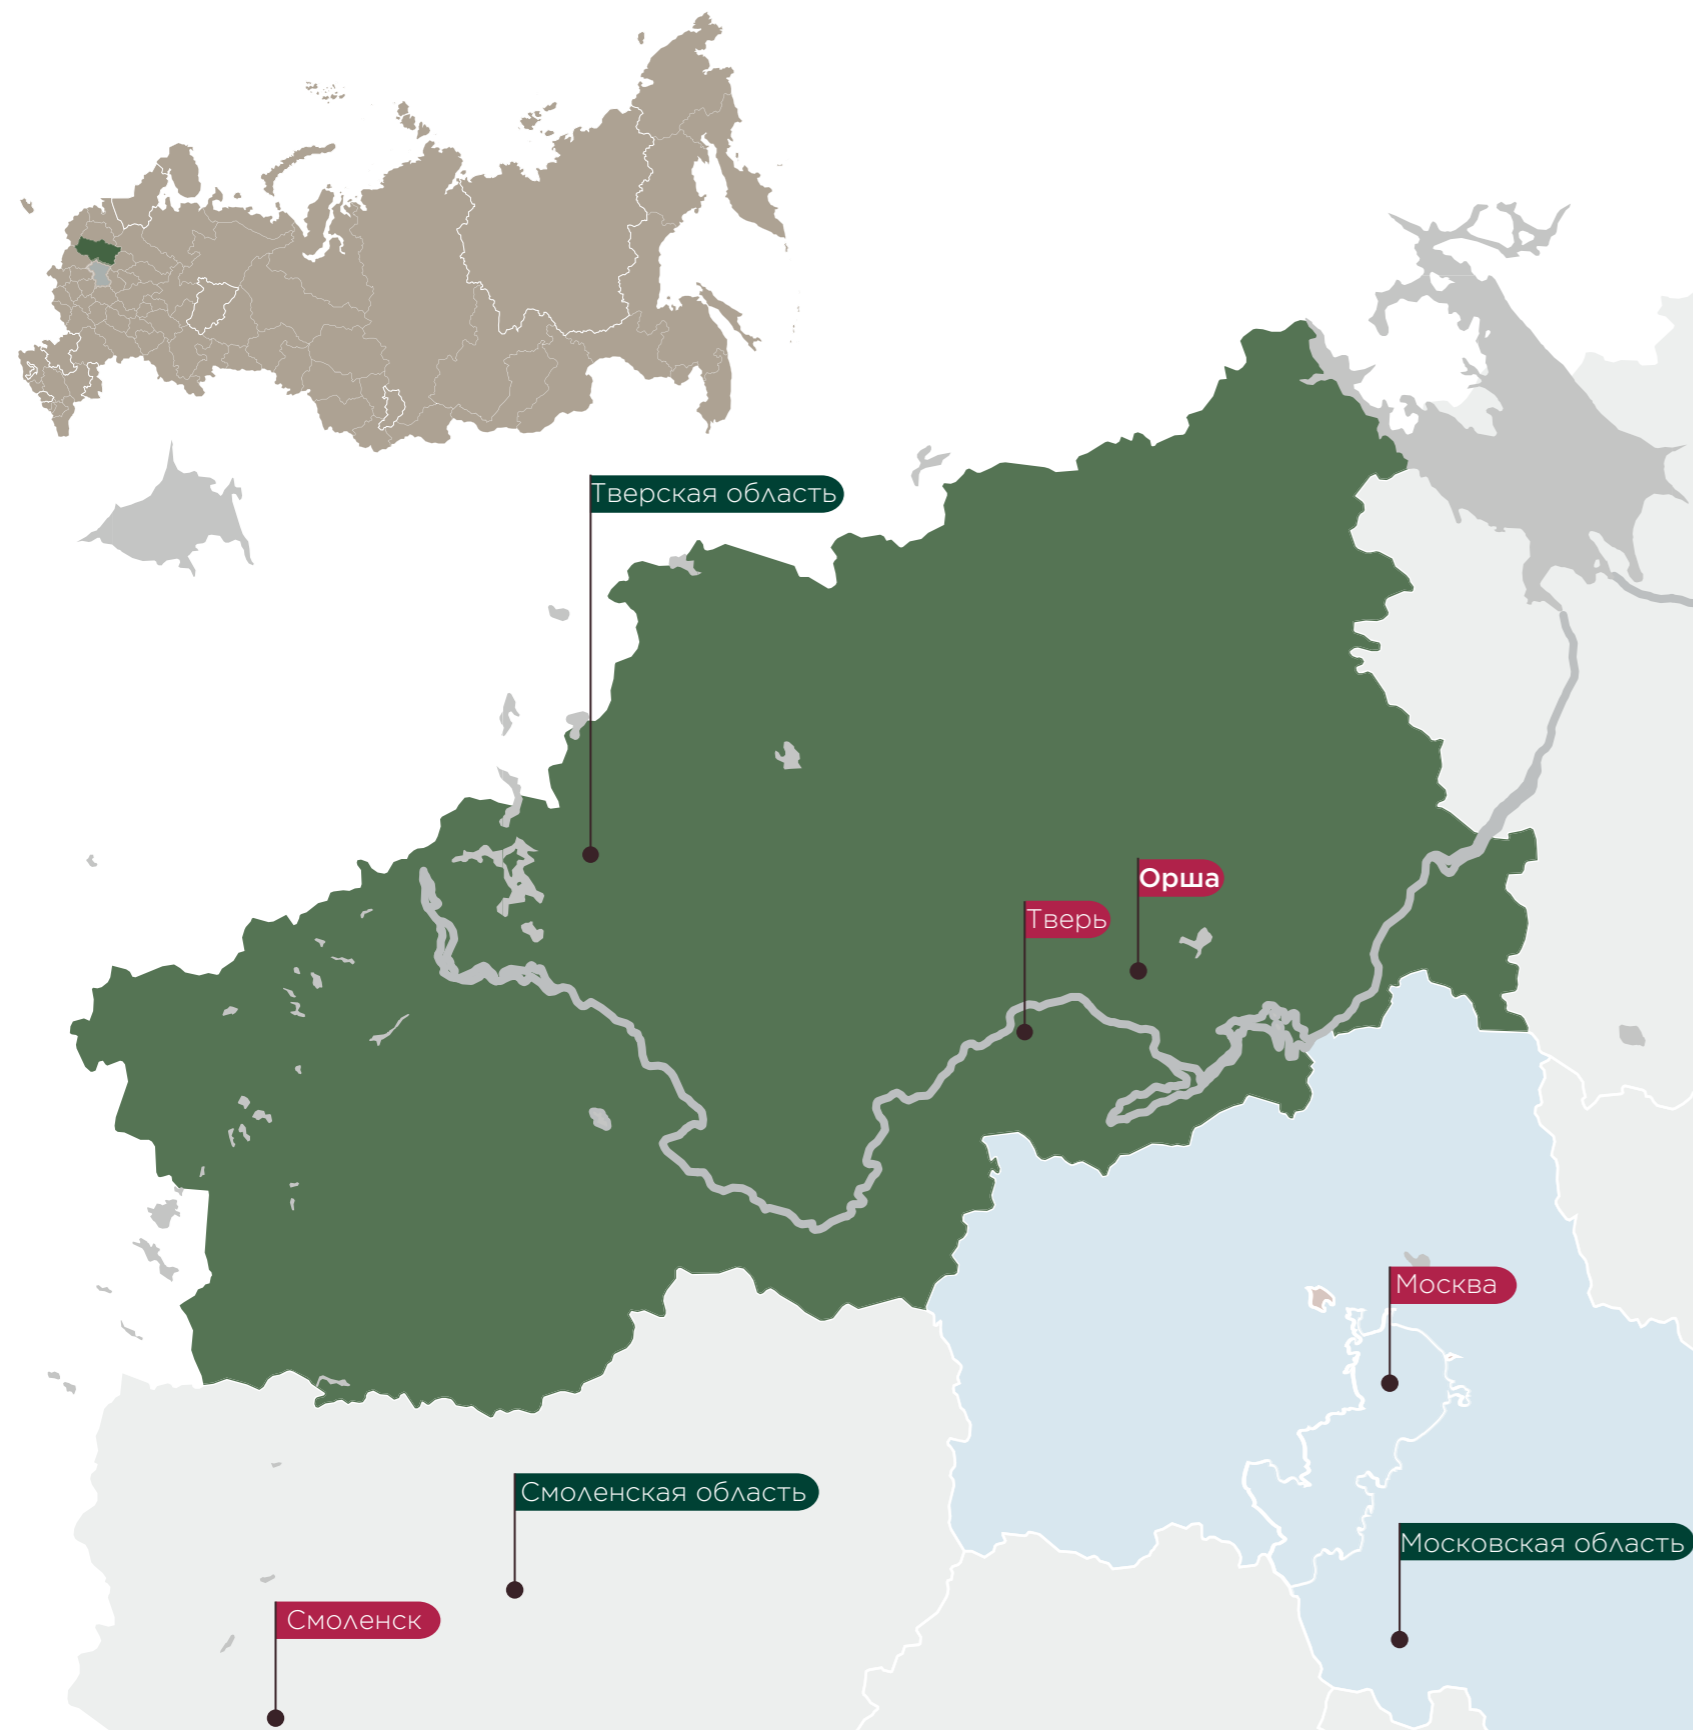 Тверская область
Орша
Тверь
Москва
Смоленская область
Московская область
Смоленск